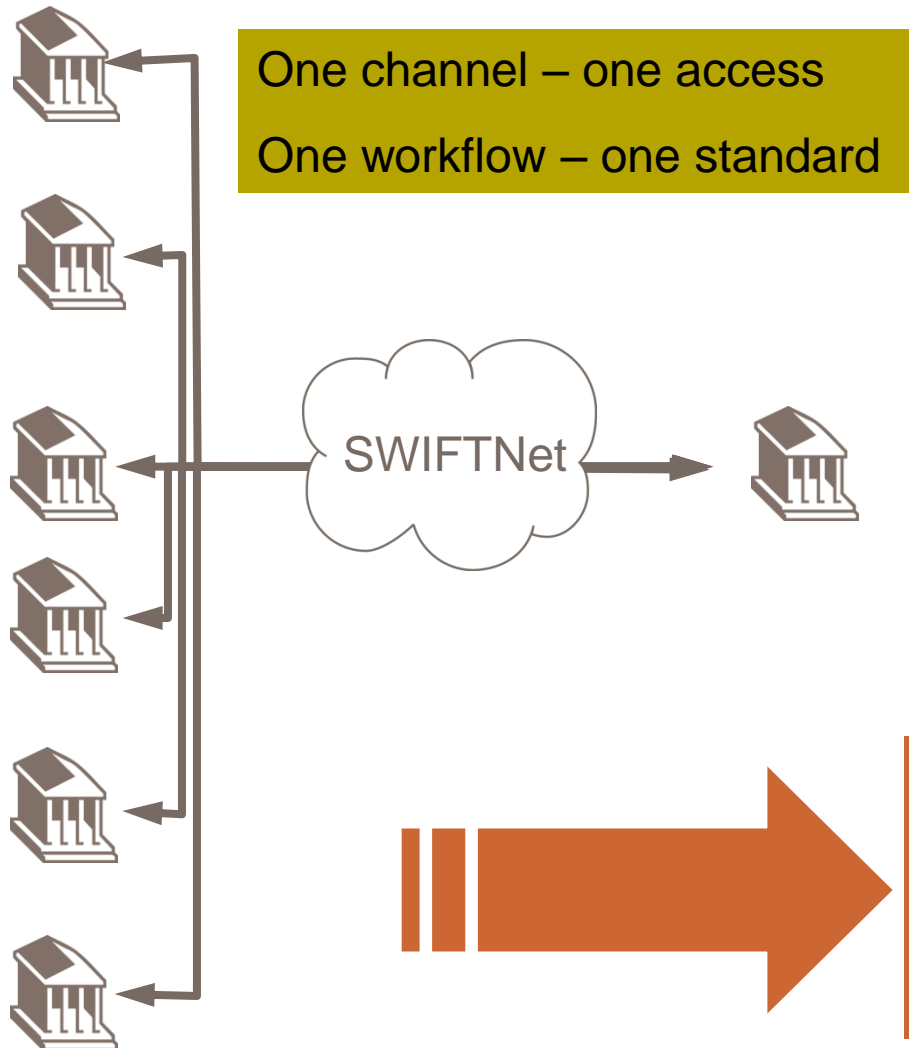 One channel – one access
One workflow – one standard
SWIFTNet